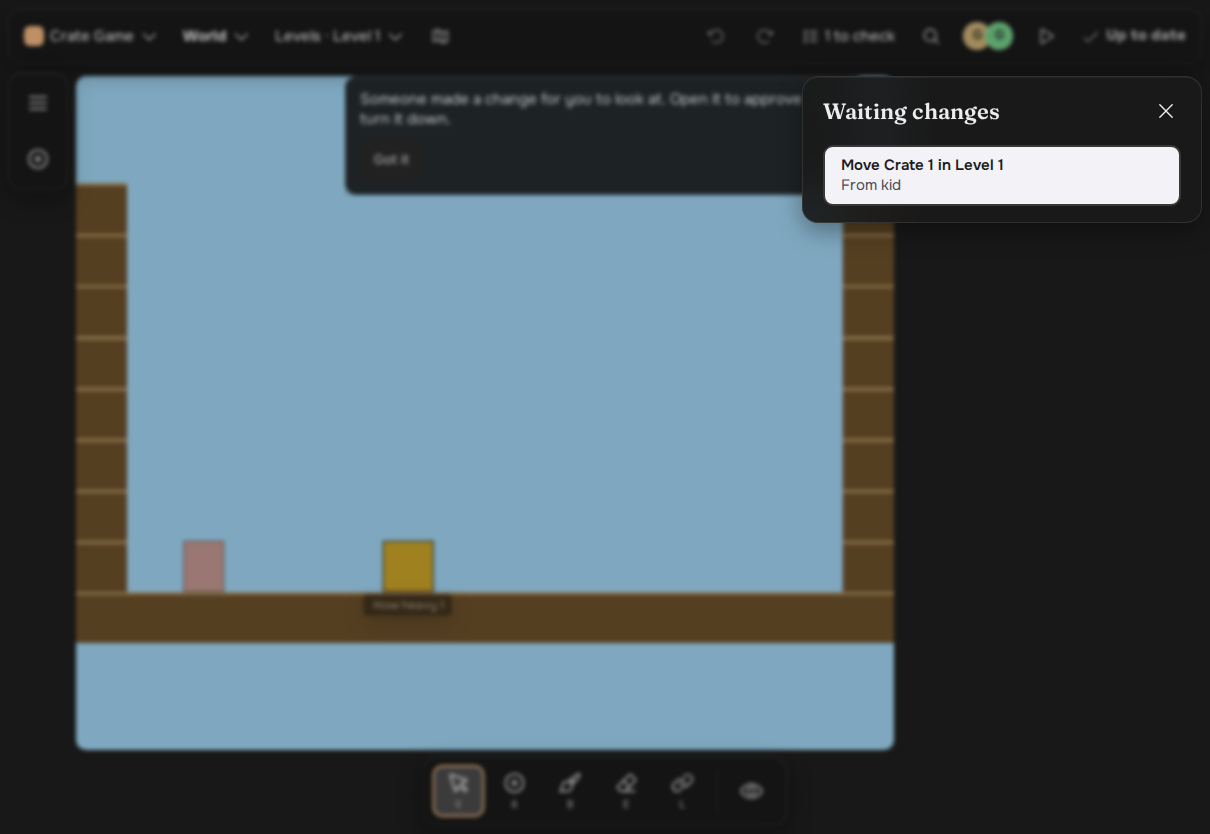 Crate Game
World
Levels · Level 1
1 to check
Up to date
Someone made a change for you to look at. Open it to approve
turn it down.
Got it
Waiting changes
Move Crate 1 in Level 1
From kid
B
E
L